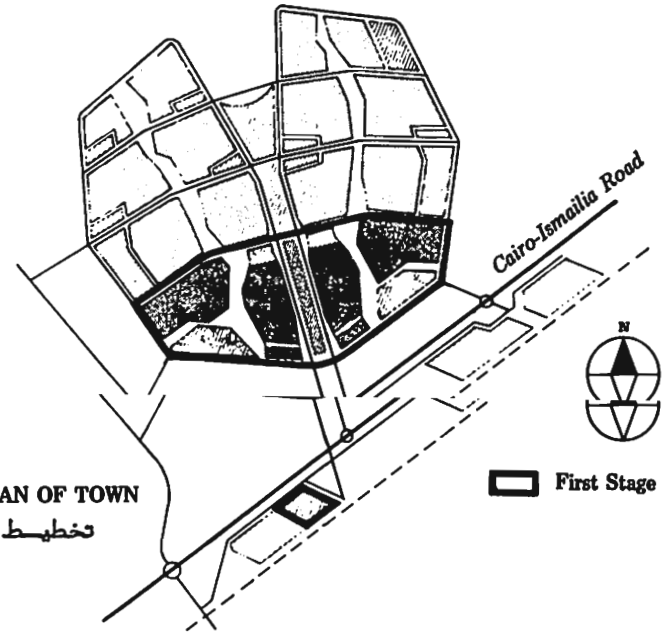 Cairo-Ismailia Road
N
First Stage
AN OF TOWN
تخطيط